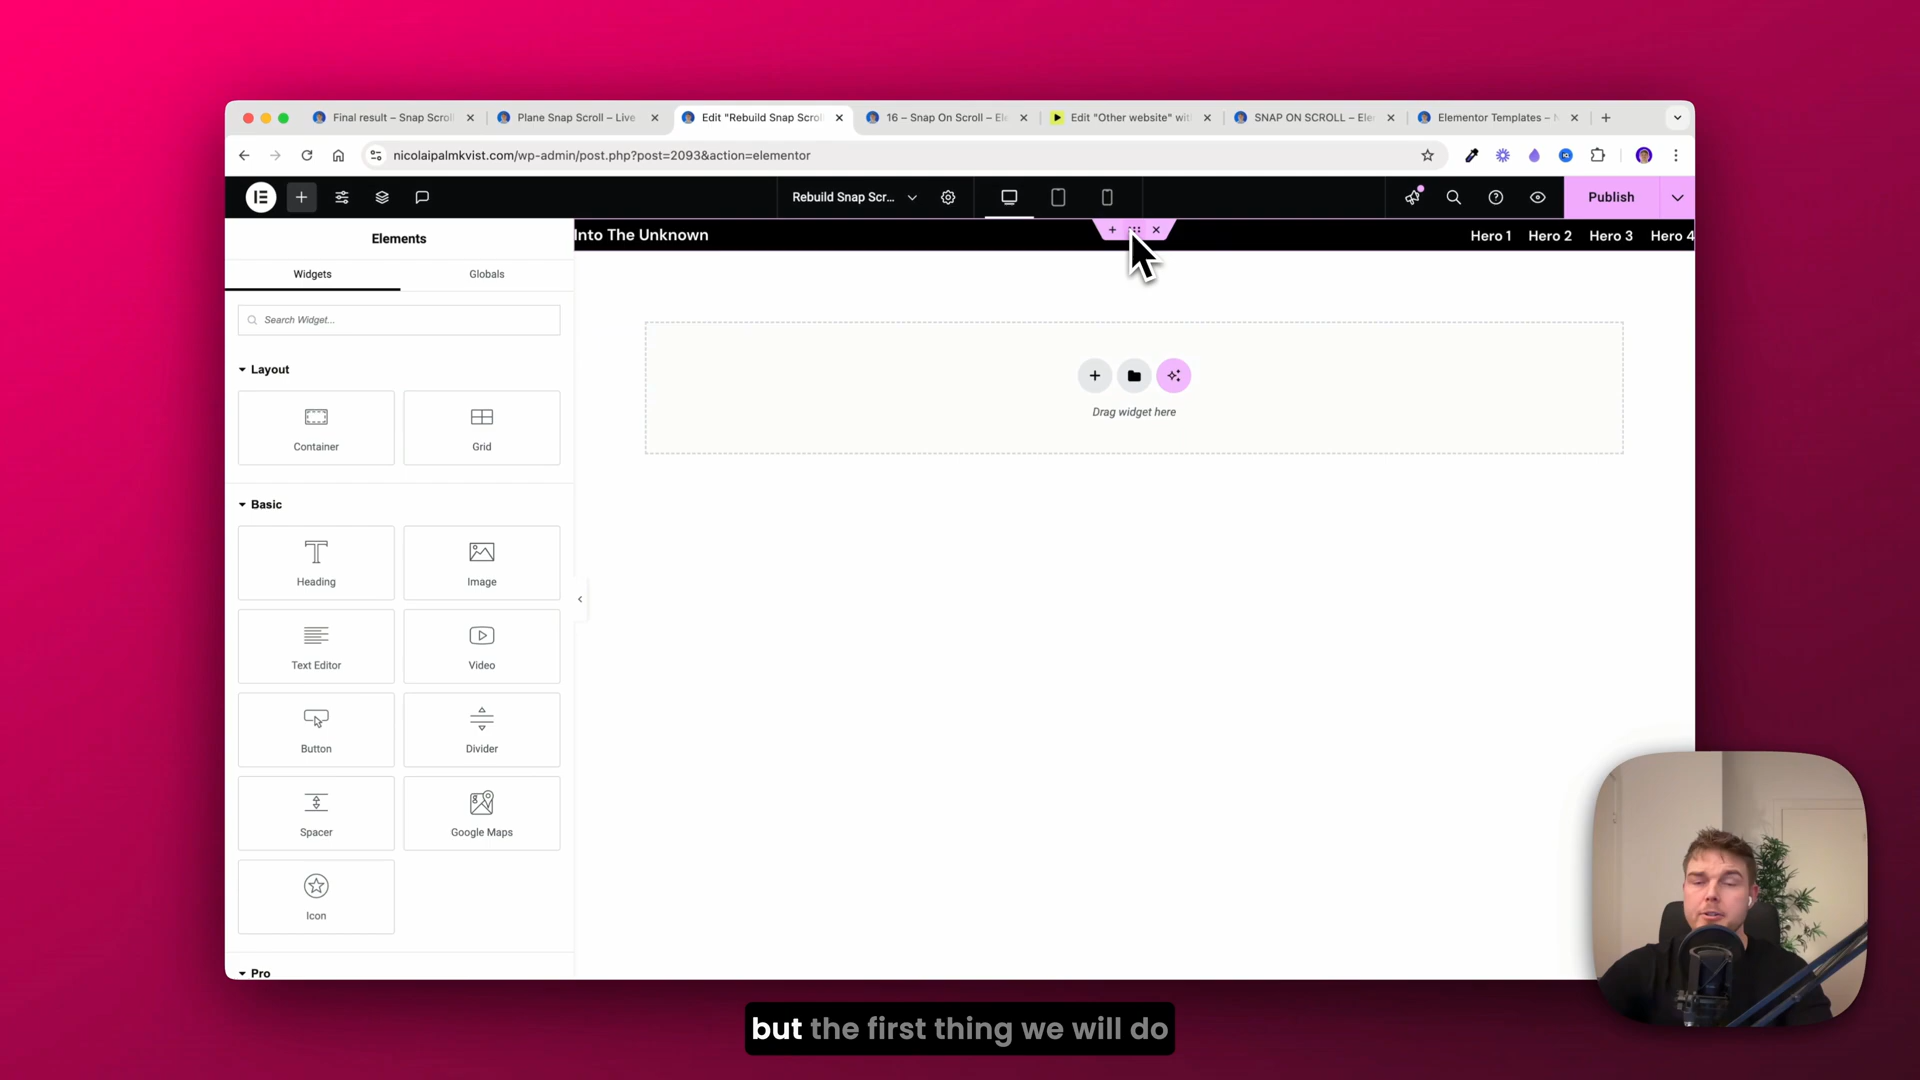 Final result – Snap Scrol
Plane Snap Scroll – Live
Edit "Rebuild Snap Scrol
16 – Snap On Scroll – Ele
Edit "Other website" wit
SNAP ON SCROLL – Elem
Elementor Templates – N
nicolaipalmkvist.com/wp-admin/post.php?post=2093&action=elementor
Rebuild Snap Scr...
Publish
Elements
Into The Unknown
Hero 1 Hero 2 Hero 3 Hero 4
Widgets Globals
Search Widget...
Layout
Container Grid
Drag widget here
Basic
Heading Image
Text Editor Video
Button Divider
Spacer Google Maps
Icon
Pro
but the first thing we will do